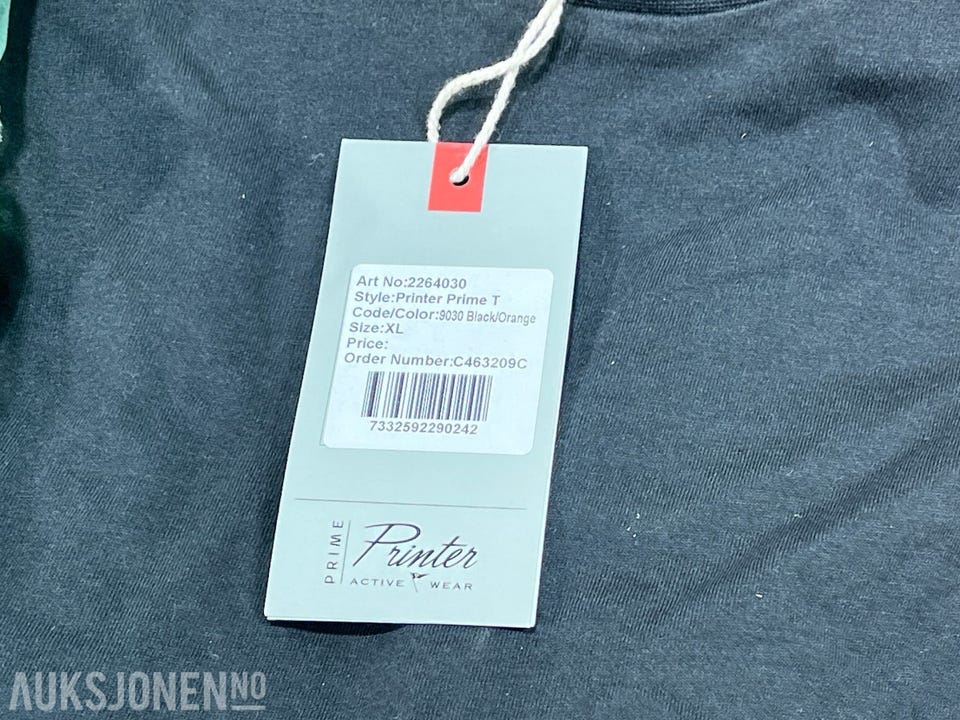 Art No:2264030
Style:Printer Prime T
Code/Color:9030 Black/Orange
Size:XL
Price:
Order Number:C463209C
7332592290242
PRIME
Printer
ACTIVE WEAR
AUKSJONEN NO